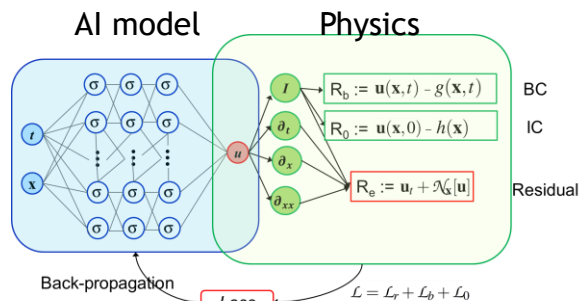 AI model
Physics
σ σ σ
σ σ σ
σ σ σ
σ σ σ
t
x
u
I
∂ₜ
∂ₓ
∂ₓₓ
R_b := u(x,t) – g(x,t)
BC
R_0 := u(x,0) – h(x)
IC
R_e := u_t + 𝒩_x[u]
Residual
Back-propagation
Loss
ℒ = ℒ_r + ℒ_b + ℒ_0